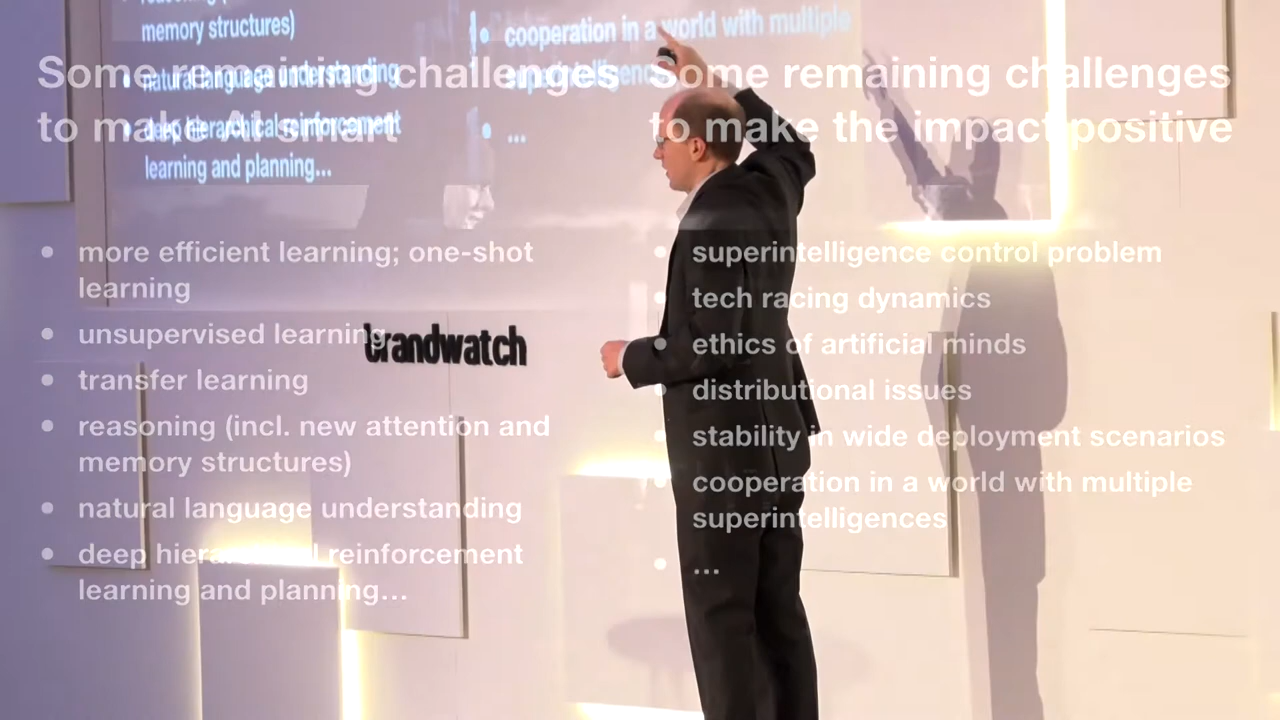 reasoning (
memory structures)
natural language understanding
deep hierarchical reinforcement
learning and planning...
cooperation in a world with multiple
superintelligences
...
Some remaining challenges
to make AI smart
more efficient learning; one-shot
learning
unsupervised learning
transfer learning
reasoning (incl. new attention and
memory structures)
natural language understanding
deep hierarchical reinforcement
learning and planning...
Some remaining challenges
to make the impact positive
superintelligence control problem
tech racing dynamics
ethics of artificial minds
distributional issues
stability in wide deployment scenarios
cooperation in a world with multiple
superintelligences
...
brandwatch